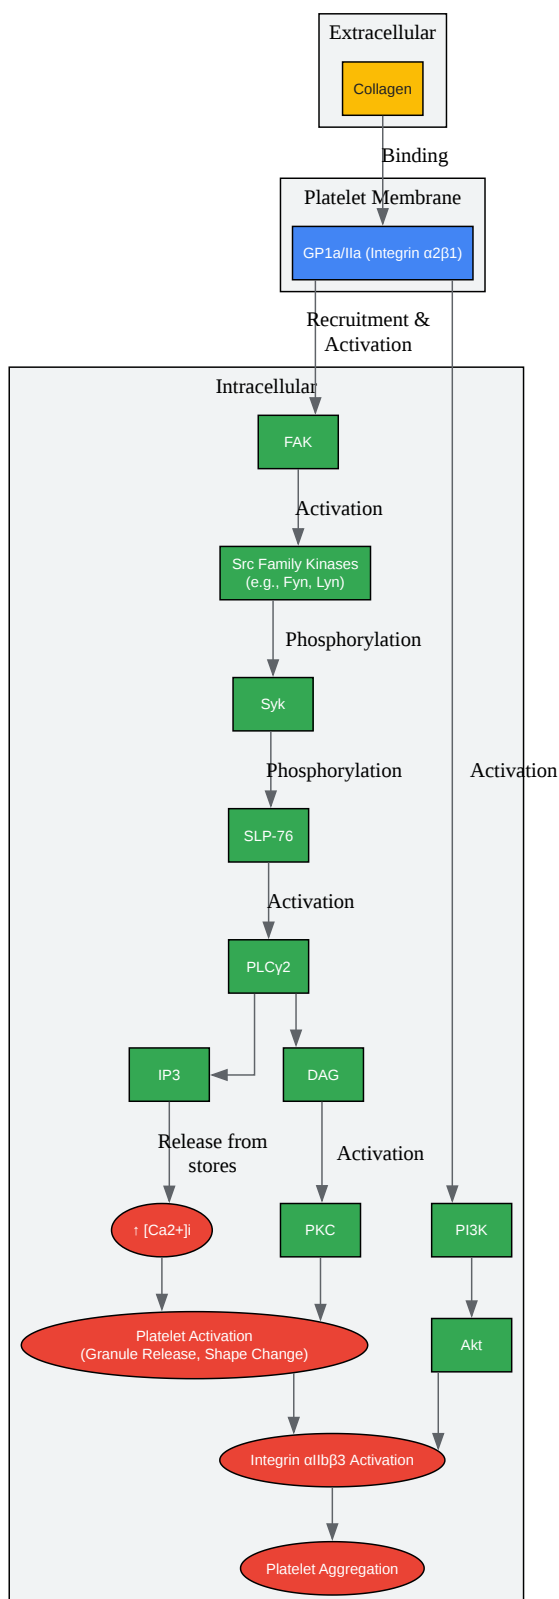 Extracellular
Collagen
Binding
Platelet Membrane
GP1a/IIa (Integrin α2β1)
Recruitment &
Activation
Intracellular
FAK
Activation
Src Family Kinases
(e.g., Fyn, Lyn)
Phosphorylation
Syk
Phosphorylation
Activation
SLP-76
Activation
PLCγ2
IP3
DAG
Release from
stores
Activation
↑ [Ca2+]i
PKC
PI3K
Platelet Activation
(Granule Release, Shape Change)
Akt
Integrin αIIbβ3 Activation
Platelet Aggregation